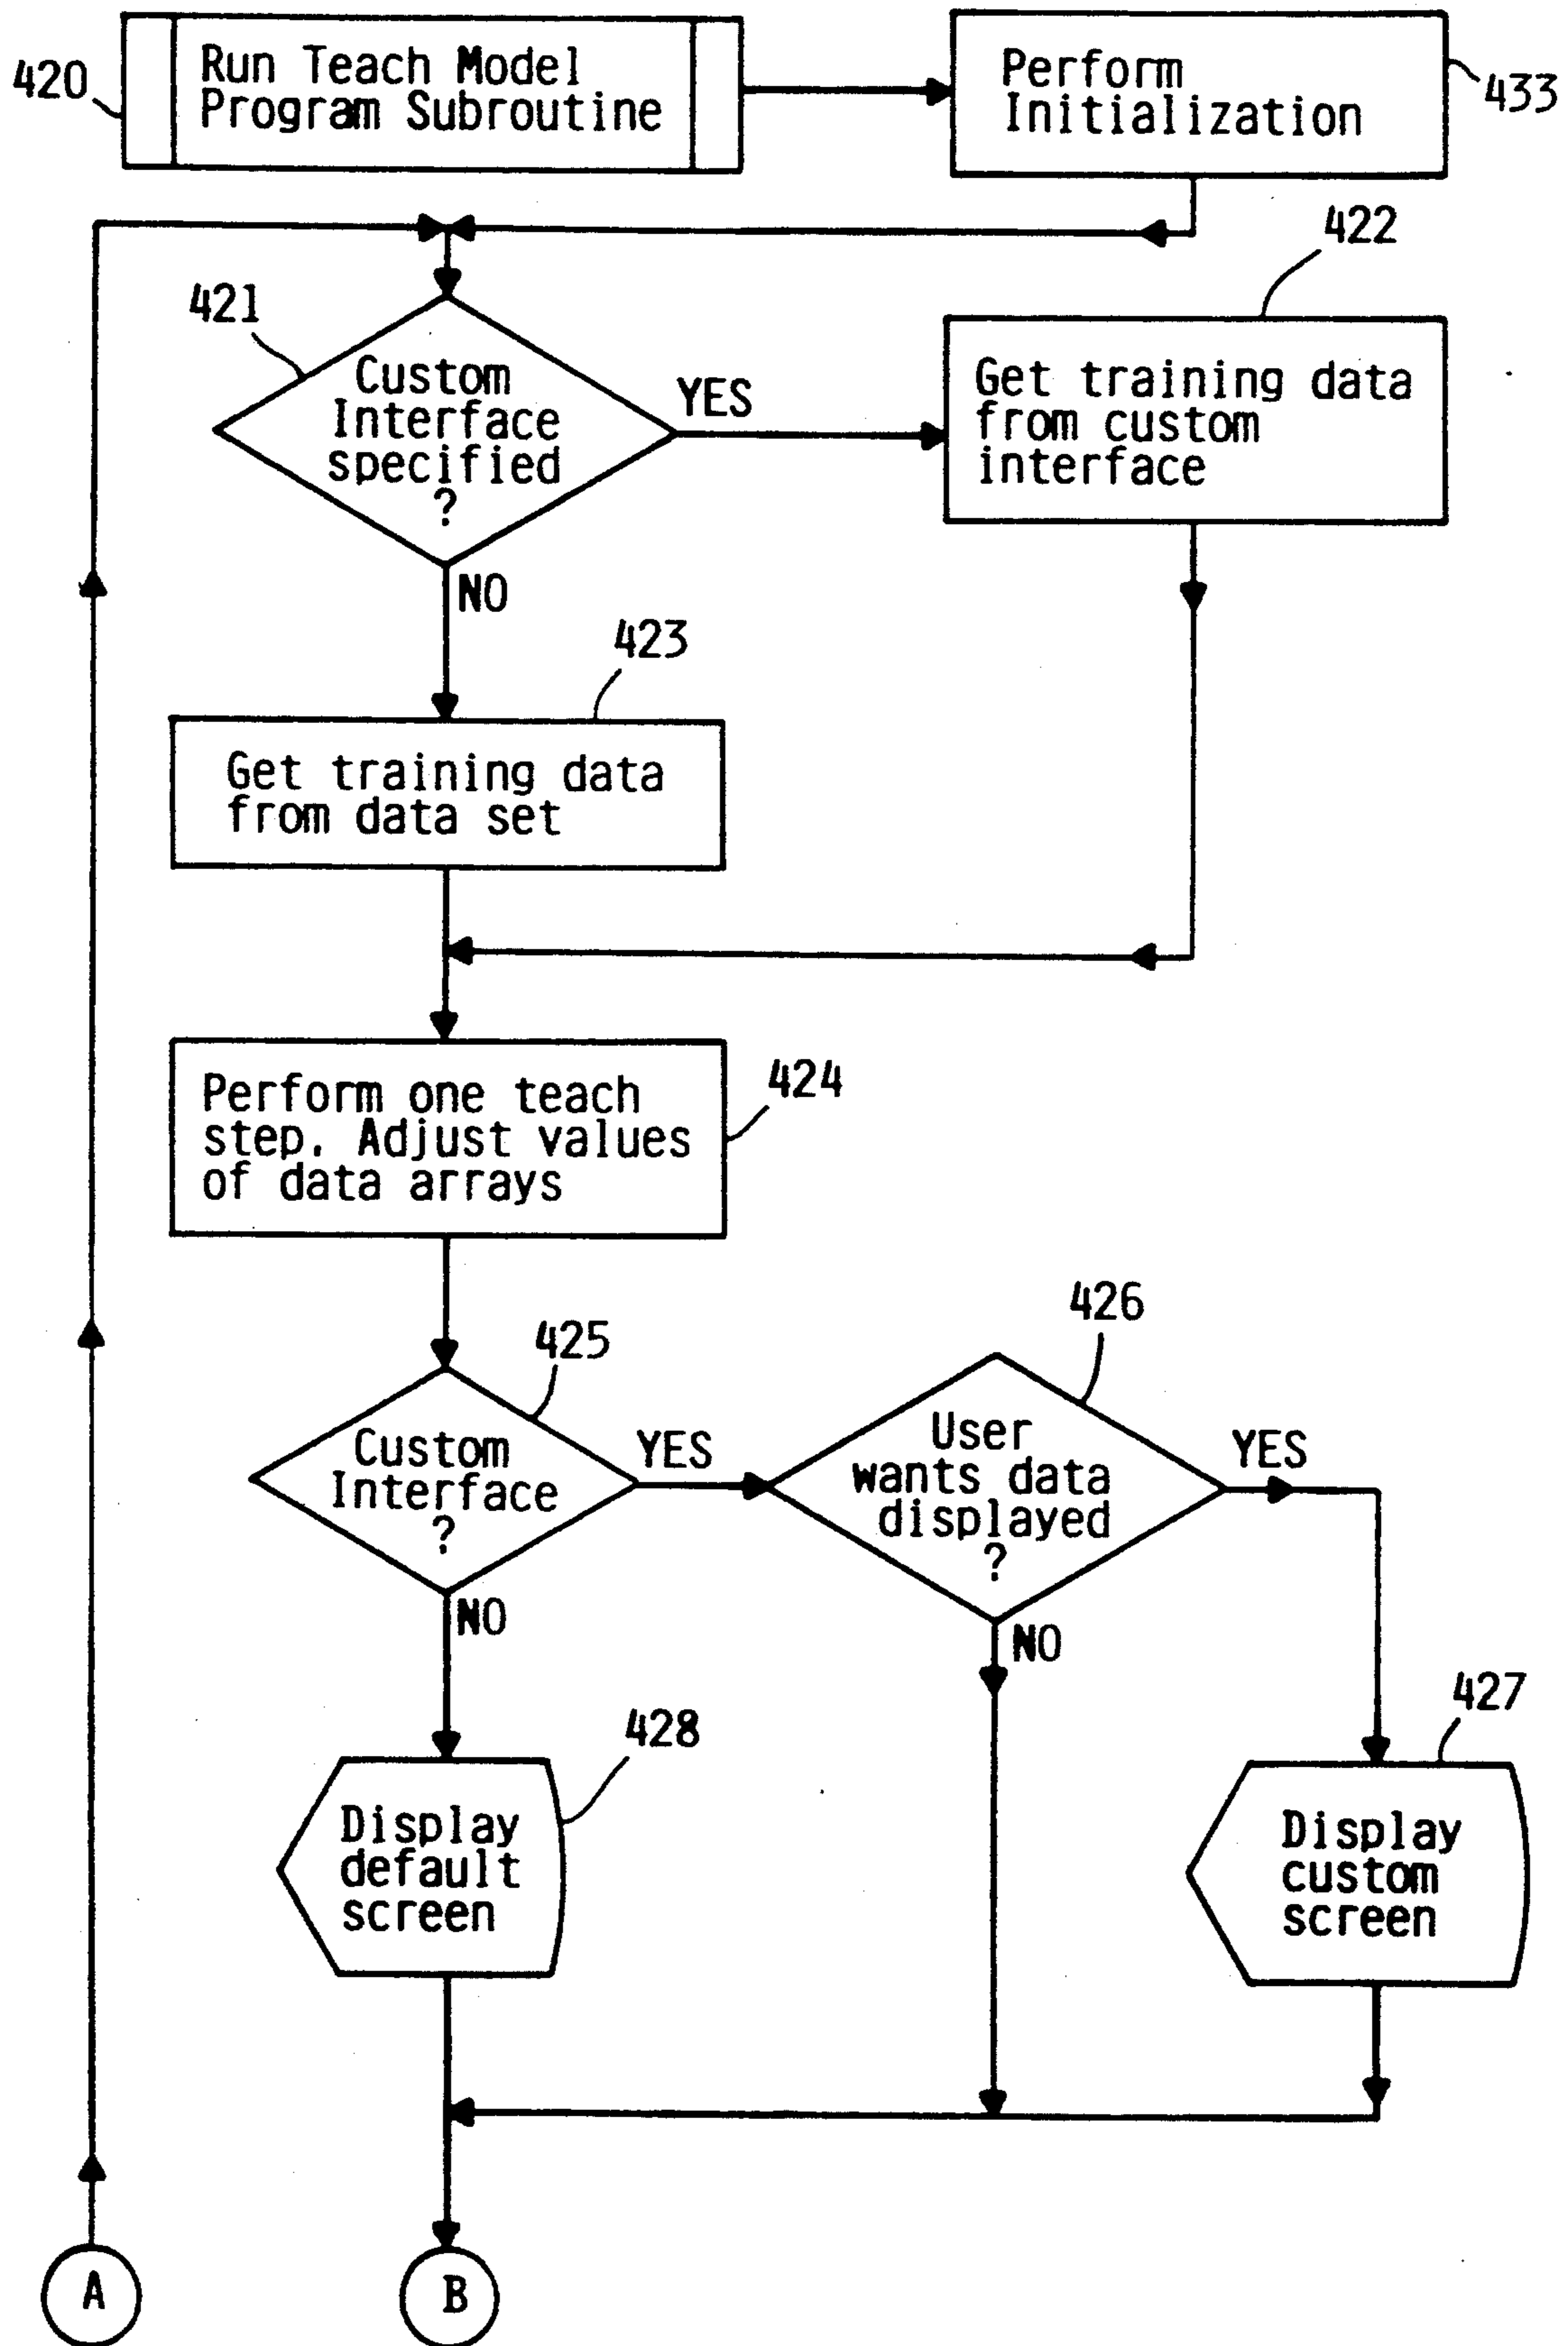 420
Run Teach Model
Program Subroutine
Perform
Initialization
433
421
Custom
Interface
specified
?
YES
422
Get training data
from custom
interface
NO
423
Get training data
from data set
Perform one teach
step. Adjust values
of data arrays
424
425
Custom
Interface
?
YES
426
User
wants data
displayed
?
YES
NO
NO
428
Display
default
screen
427
Display
custom
screen
A
B